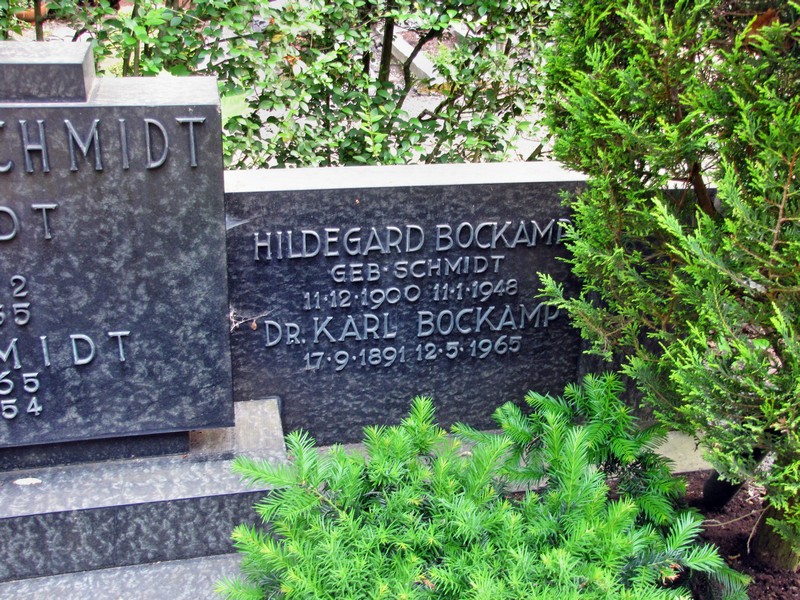 DT
HILDEGARD BOCKAMP
GEB·SCHMIDT
11·12·1900 11·1·1948
DR. KARL BOCKAMP
17·9·1891 12·5·1965